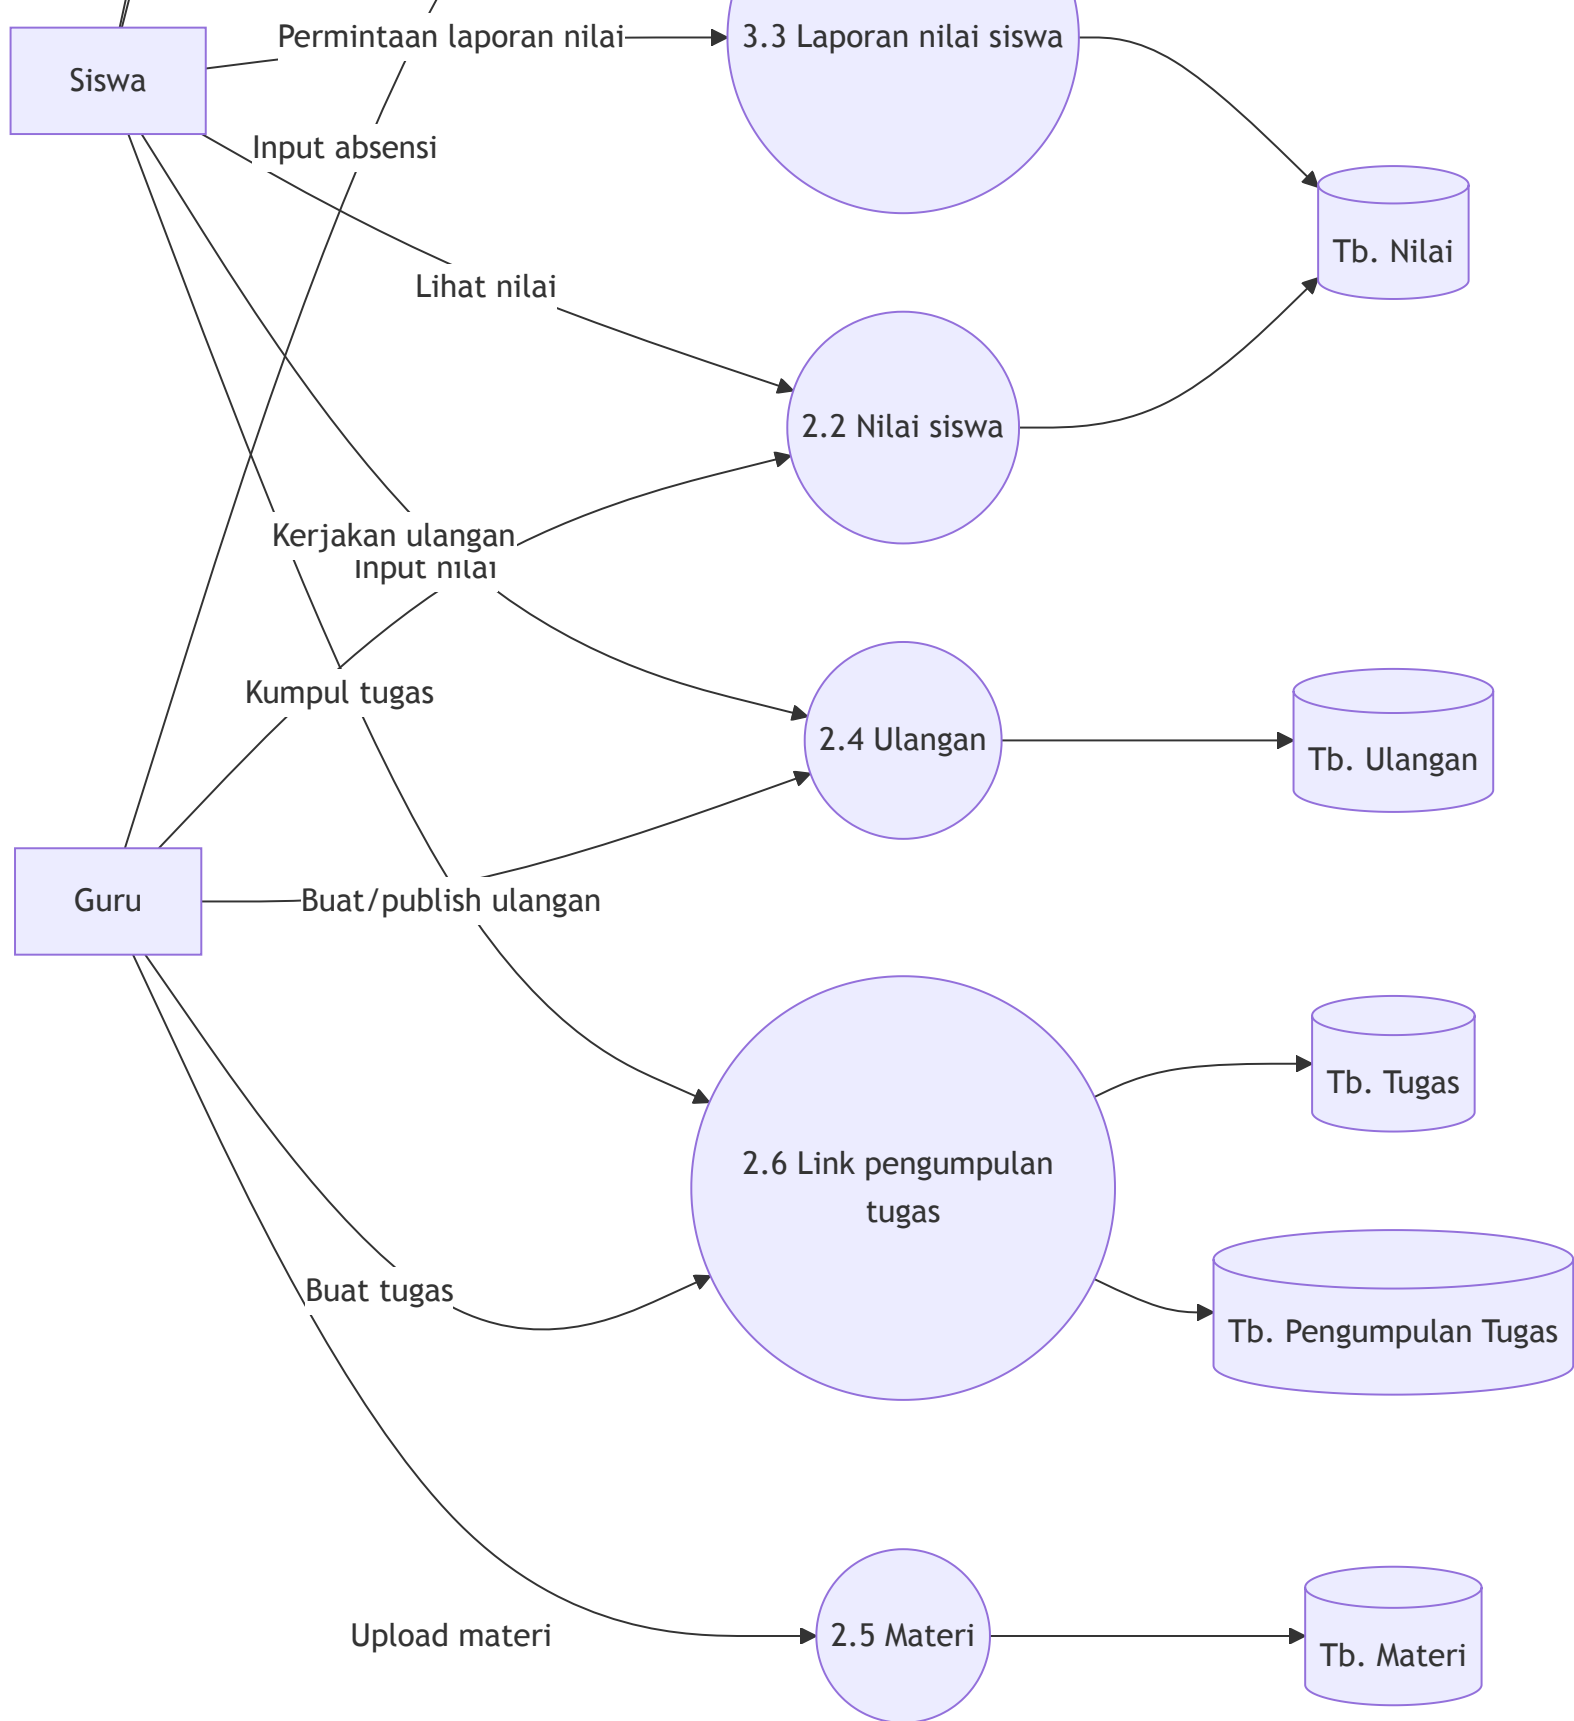 Permintaan laporan nilai
3.3 Laporan nilai siswa
Siswa
Input absensi
Tb. Nilai
Lihat nilai
2.2 Nilai siswa
Kerjakan ulangan
Input nilai
Kumpul tugas
2.4 Ulangan
Tb. Ulangan
Guru
Buat/publish ulangan
Tb. Tugas
2.6 Link pengumpulan
tugas
Buat tugas
Tb. Pengumpulan Tugas
Upload materi
2.5 Materi
Tb. Materi